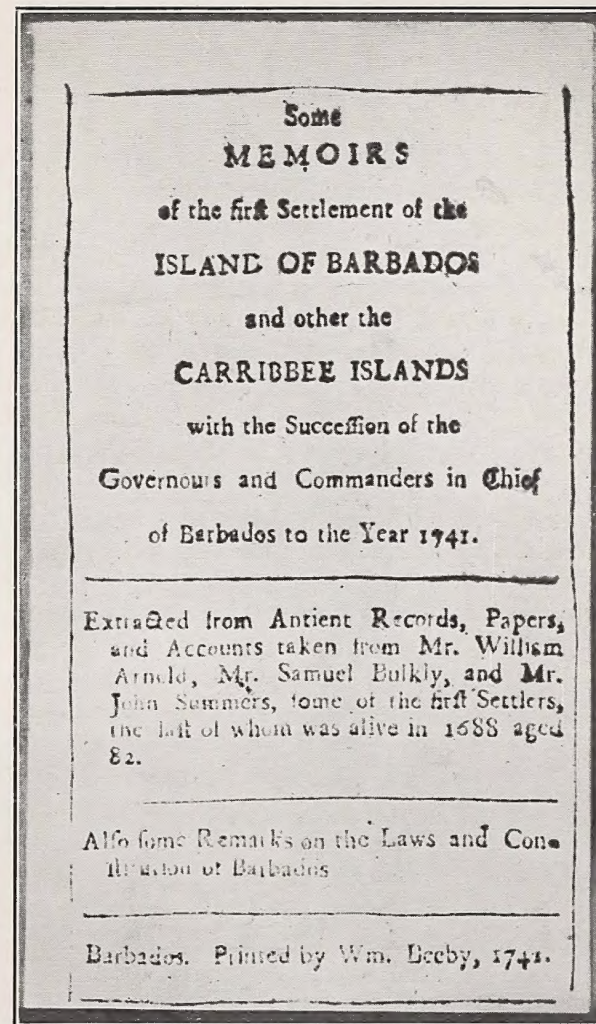 Some
MEMOIRS
of the first Settlement of the
ISLAND OF BARBADOS
and other the
CARRIBBEE ISLANDS
with the Succession of the
Governours and Commanders in Chief
of Barbados to the Year 1741.
Extracted from Antient Records, Papers,
and Accounts taken from Mr. William
Arnold, Mr. Samuel Bulkly, and Mr.
John Summers, some of the first Settlers,
the last of whom was alive in 1688 aged
82.
Also some Remarks on the Laws and Con-
stitution of Barbados
Barbados. Printed by Wm. Beeby, 1741.